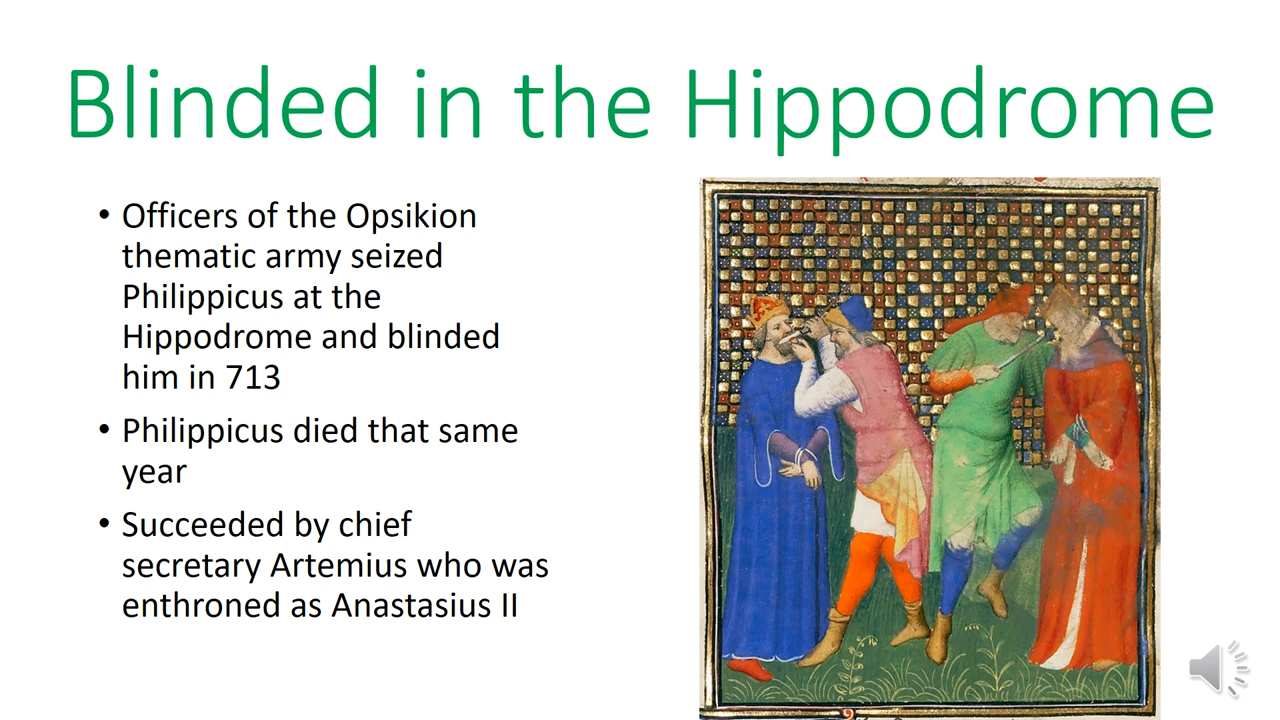 Blinded in the Hippodrome
• Officers of the Opsikion
thematic army seized
Philippicus at the
Hippodrome and blinded
him in 713
• Philippicus died that same
year
• Succeeded by chief
secretary Artemius who was
enthroned as Anastasius II